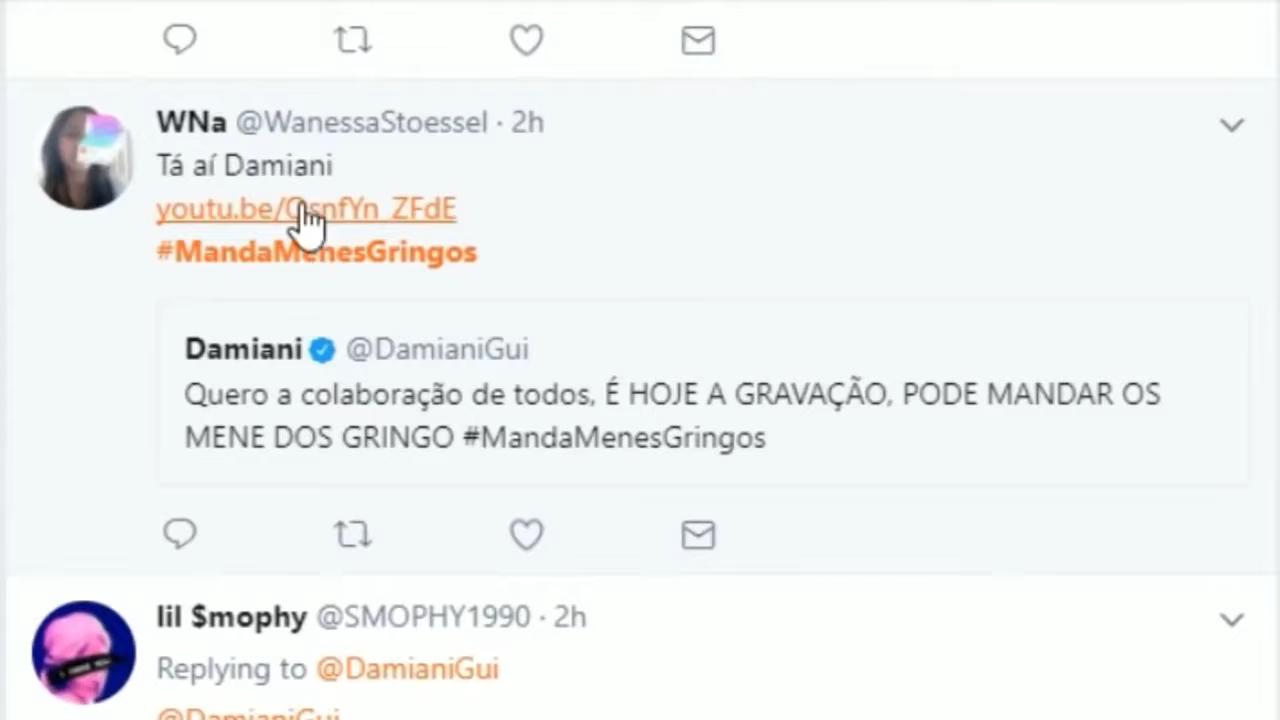 WNa @WanessaStoessel · 2h
Tá aí Damiani
#MandaMenesGringos
Damiani @DamianiGui
Quero a colaboração de todos, É HOJE A GRAVAÇÃO, PODE MANDAR OS
MENE DOS GRINGO #MandaMenesGringos
lil $mophy @SMOPHY1990 · 2h
Replying to @DamianiGui
@DamianiGui